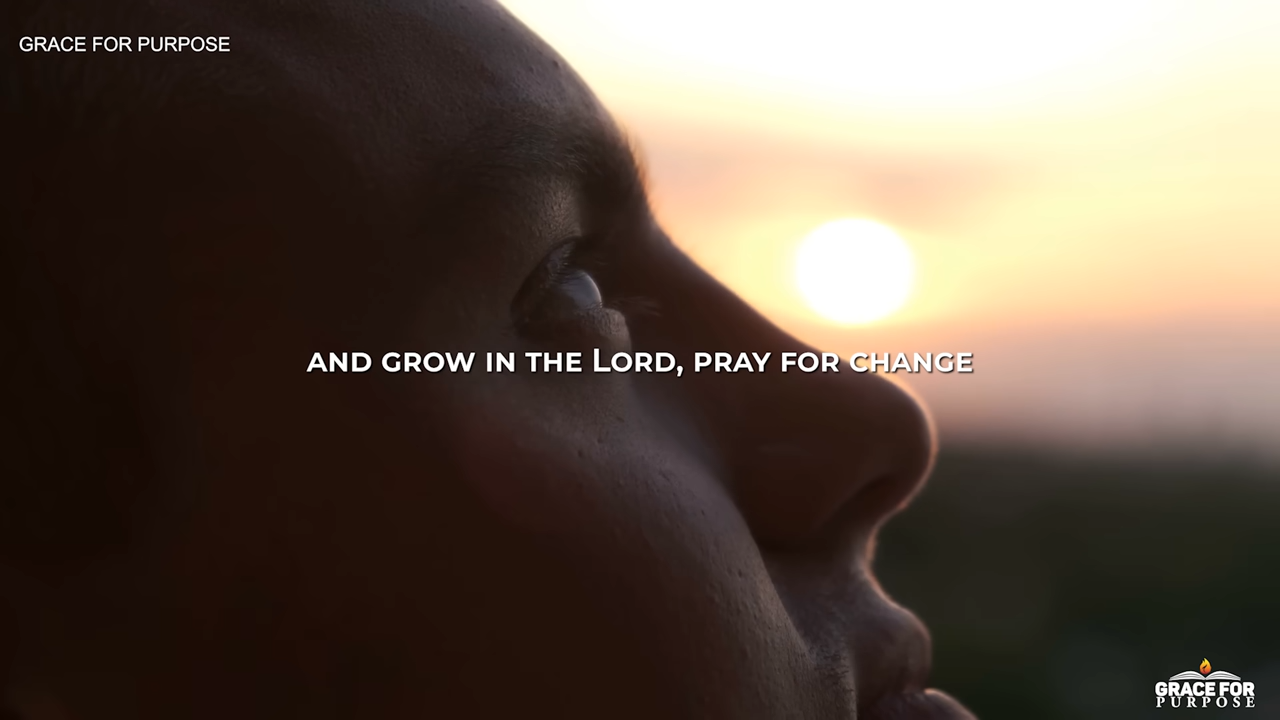 GRACE FOR PURPOSE
AND GROW IN THE LORD, PRAY FOR CHANGE
GRACE FOR
PURPOSE